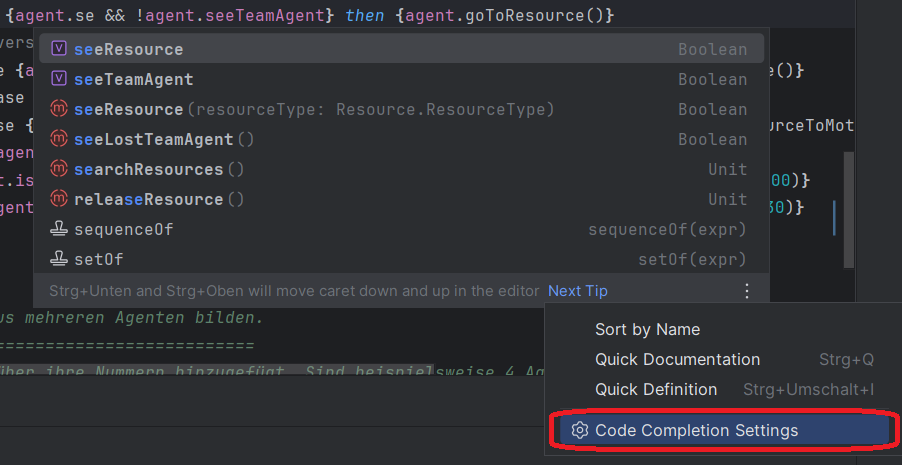 {agent.se && !agent.seeTeamAgent} then {agent.goToResource()}
vers
seeResource Boolean
e {a e()}
seeTeamAgent Boolean
ase
seeResource(resourceType: Resource.ResourceType) Boolean
se { urceToMot
seeLostTeamAgent() Boolean
agen
searchResources() Unit
t.is 00)}
releaseResource() Unit
gent 30)}
sequenceOf sequenceOf(expr)
setOf setOf(expr)
Strg+Unten and Strg+Oben will move caret down and up in the editor Next Tip
us mehreren Agenten bilden.
Sort by Name
==========================
Quick Documentation Strg+Q
über ihre Nummern hinzugefügt. Sind beispielsweise 4 Ag
Quick Definition Strg+Umschalt+I
Code Completion Settings